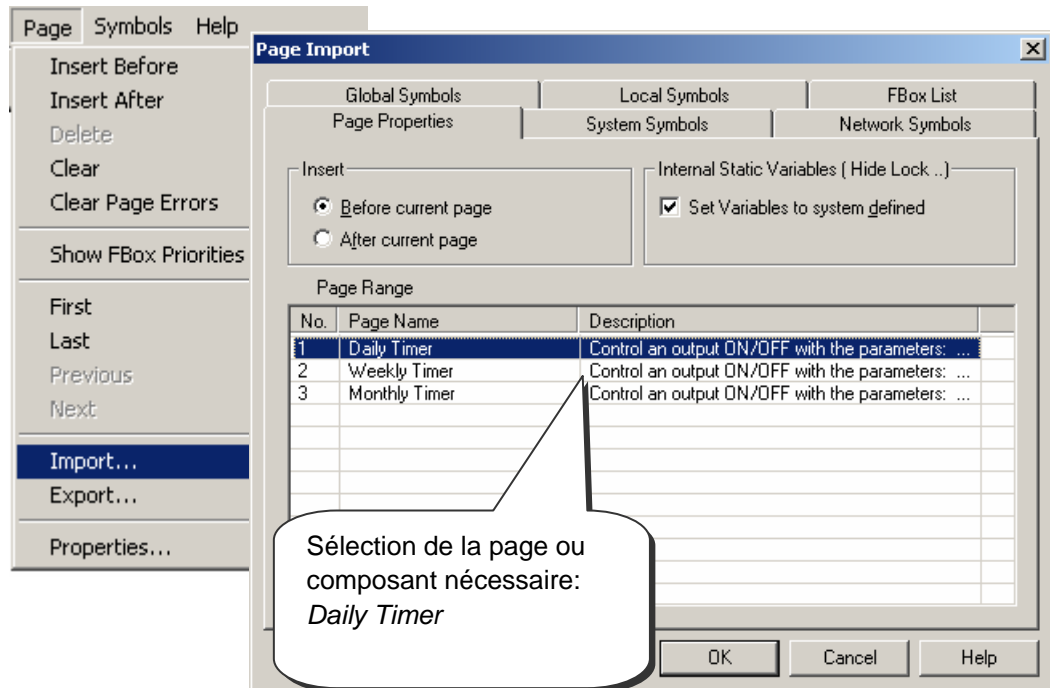 Page Symbols Help
Insert Before
Insert After
Delete
Clear
Clear Page Errors
Show FBox Priorities
First
Last
Previous
Next
Import...
Export...
Properties...
Page Import
Global Symbols Local Symbols FBox List
Page Properties System Symbols Network Symbols
Insert
Before current page
After current page
Internal Static Variables ( Hide Lock ..)
Set Variables to system defined
Page Range
No. Page Name Description
1 Daily Timer Control an output ON/OFF with the parameters: ...
2 Weekly Timer Control an output ON/OFF with the parameters: ...
3 Monthly Timer Control an output ON/OFF with the parameters: ...
Sélection de la page ou
composant nécessaire:
Daily Timer
OK Cancel Help